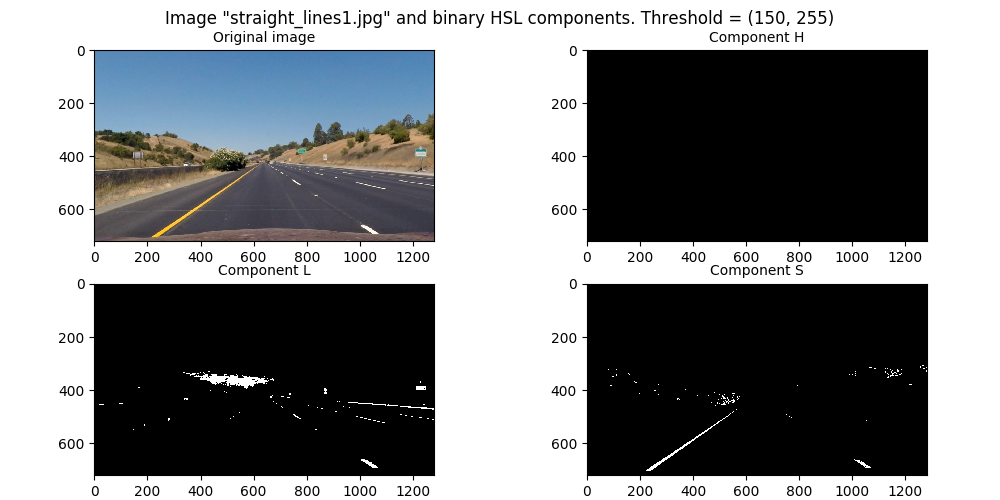 Image "straight_lines1.jpg" and binary HSL components. Threshold = (150, 255)
Original image
0
200
400
600
0 200 400 600 800 1000 1200
Component H
0
200
400
600
0 200 400 600 800 1000 1200
Component L
0
200
400
600
0 200 400 600 800 1000 1200
Component S
0
200
400
600
0 200 400 600 800 1000 1200